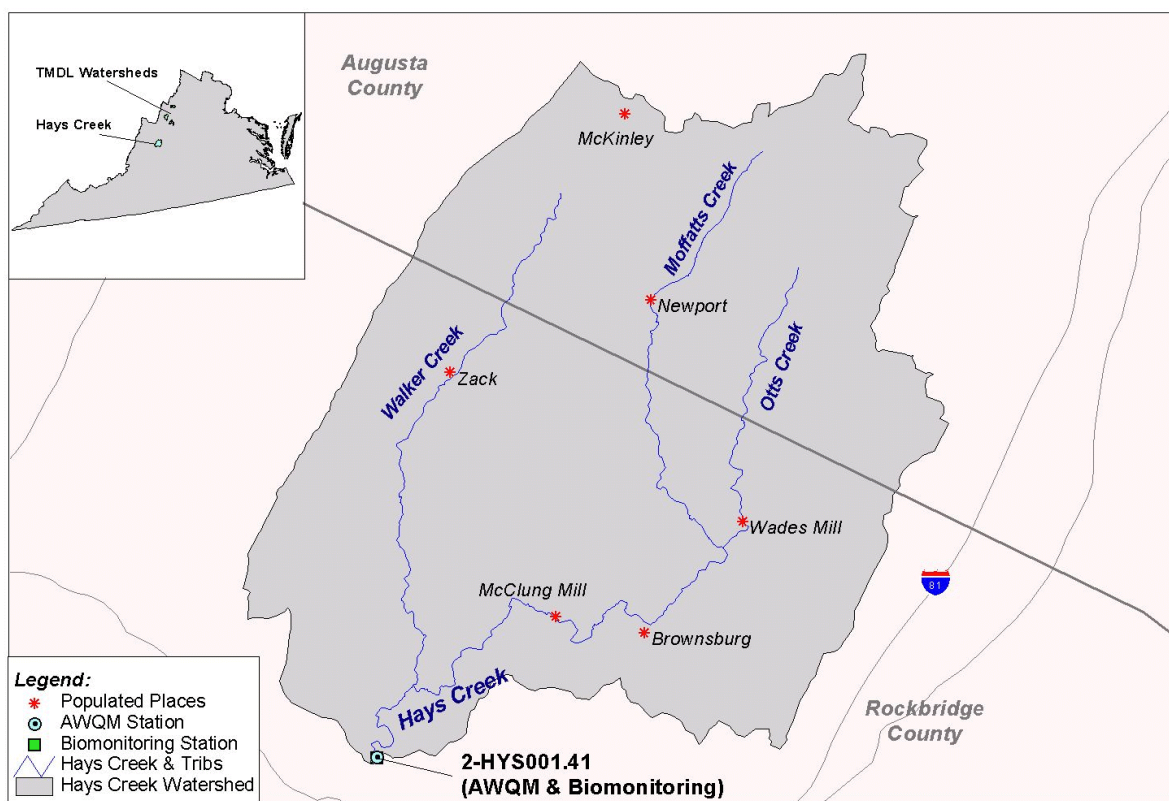 TMDL Watersheds
Hays Creek
Augusta
County
McKinley
Moffatts Creek
Newport
Otts Creek
Walker Creek
Zack
Wades Mill
McClung Mill
Brownsburg
81
Hays Creek
Rockbridge
County
2-HYS001.41
(AWQM & Biomonitoring)
Legend:
Populated Places
AWQM Station
Biomonitoring Station
Hays Creek & Tribs
Hays Creek Watershed